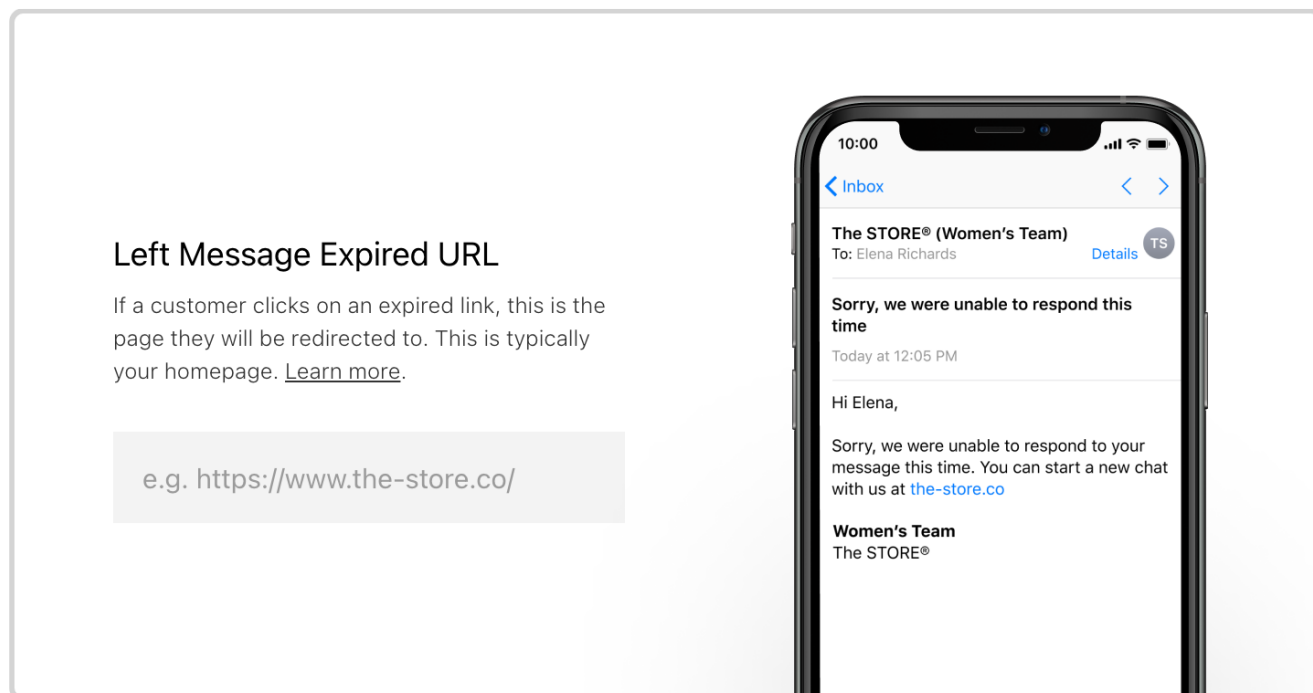 Left Message Expired URL
If a customer clicks on an expired link, this is the
page they will be redirected to. This is typically
your homepage. Learn more.
e.g. https://www.the-store.co/
10:00
Inbox
The STORE® (Women’s Team)
To: Elena Richards
Details
TS
Sorry, we were unable to respond this
time
Today at 12:05 PM
Hi Elena,
Sorry, we were unable to respond to your
message this time. You can start a new chat
with us at the-store.co
Women’s Team
The STORE®